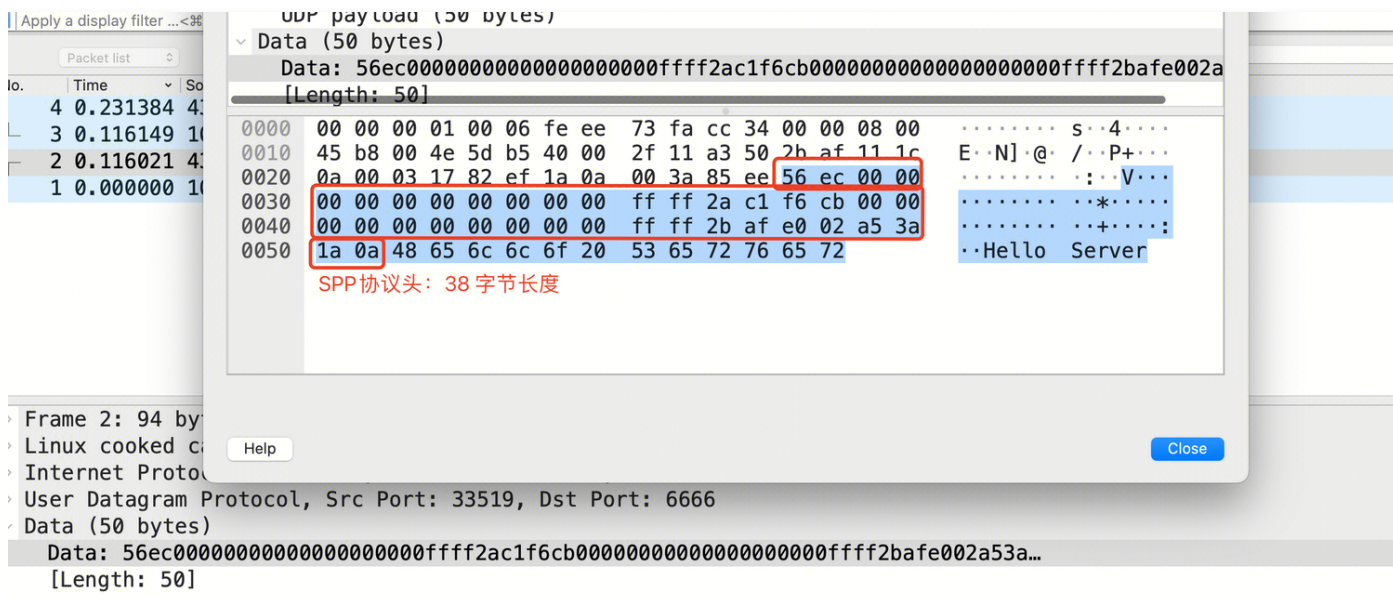 Apply a display filter ...<⌘
UDP payload (50 bytes)
Data (50 bytes)
Packet list
Data: 56ec00000000000000000000ffff2ac1f6cb00000000000000000000ffff2bafe002a
[Length: 50]
No.
Time
So
4 0.231384 43
3 0.116149 10
2 0.116021 43
1 0.000000 10
0000 00 00 00 01 00 06 fe ee 73 fa cc 34 00 00 08 00 ········ s··4····
0010 45 b8 00 4e 5d b5 40 00 2f 11 a3 50 2b af 11 1c E··N]·@· /··P+···
0020 0a 00 03 17 82 ef 1a 0a 00 3a 85 ee 56 ec 00 00 ········ ·:··V···
0030 00 00 00 00 00 00 00 00 ff ff 2a c1 f6 cb 00 00 ········ ··*·····
0040 00 00 00 00 00 00 00 00 ff ff 2b af e0 02 a5 3a ········ ··+····:
0050 1a 0a 48 65 6c 6c 6f 20 53 65 72 76 65 72 ··Hello Server
SPP协议头：38 字节长度
Help
Close
Frame 2: 94 by
Linux cooked ca
Internet Proto
User Datagram Protocol, Src Port: 33519, Dst Port: 6666
Data (50 bytes)
Data: 56ec00000000000000000000ffff2ac1f6cb00000000000000000000ffff2bafe002a53a…
[Length: 50]